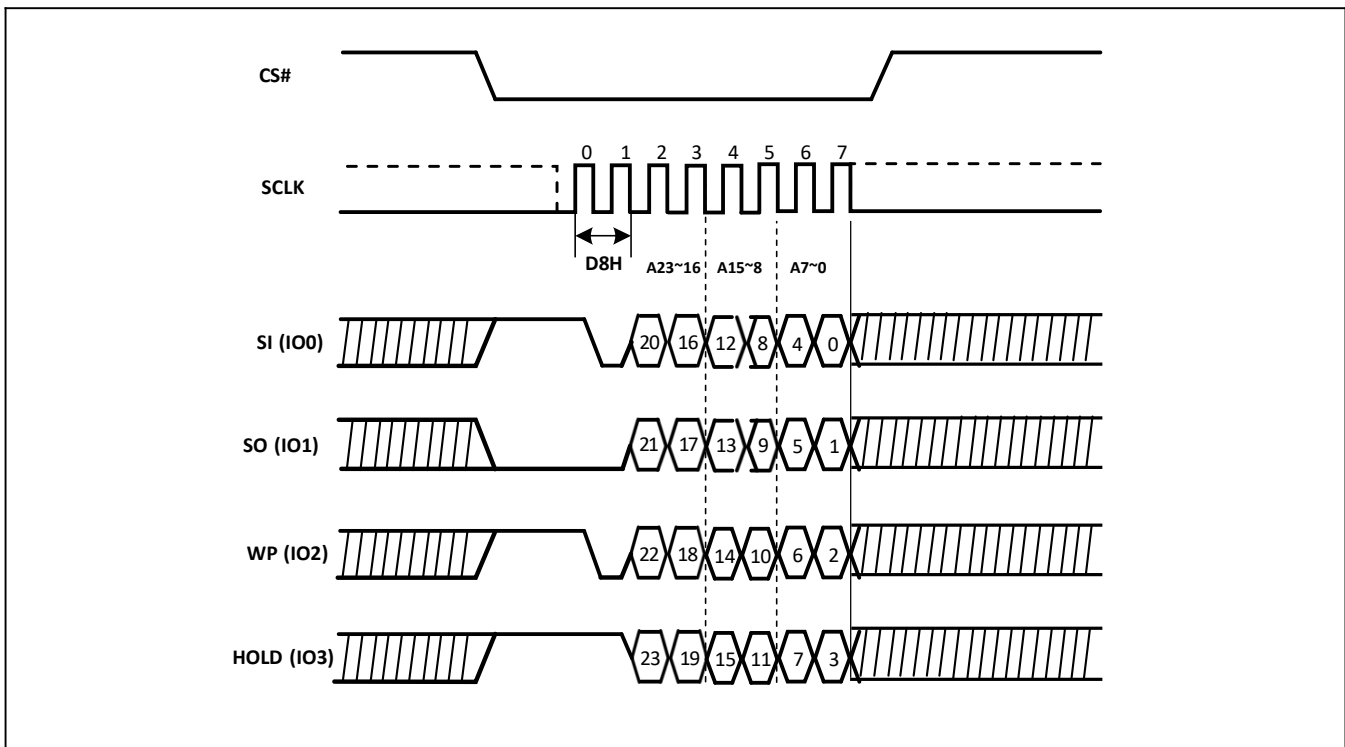 CS#
0 1 2 3 4 5 6 7
SCLK
D8H A23~16 A15~8 A7~0
SI (IO0) 20 16 12 8 4 0
SO (IO1) 21 17 13 9 5 1
WP (IO2) 22 18 14 10 6 2
HOLD (IO3) 23 19 15 11 7 3